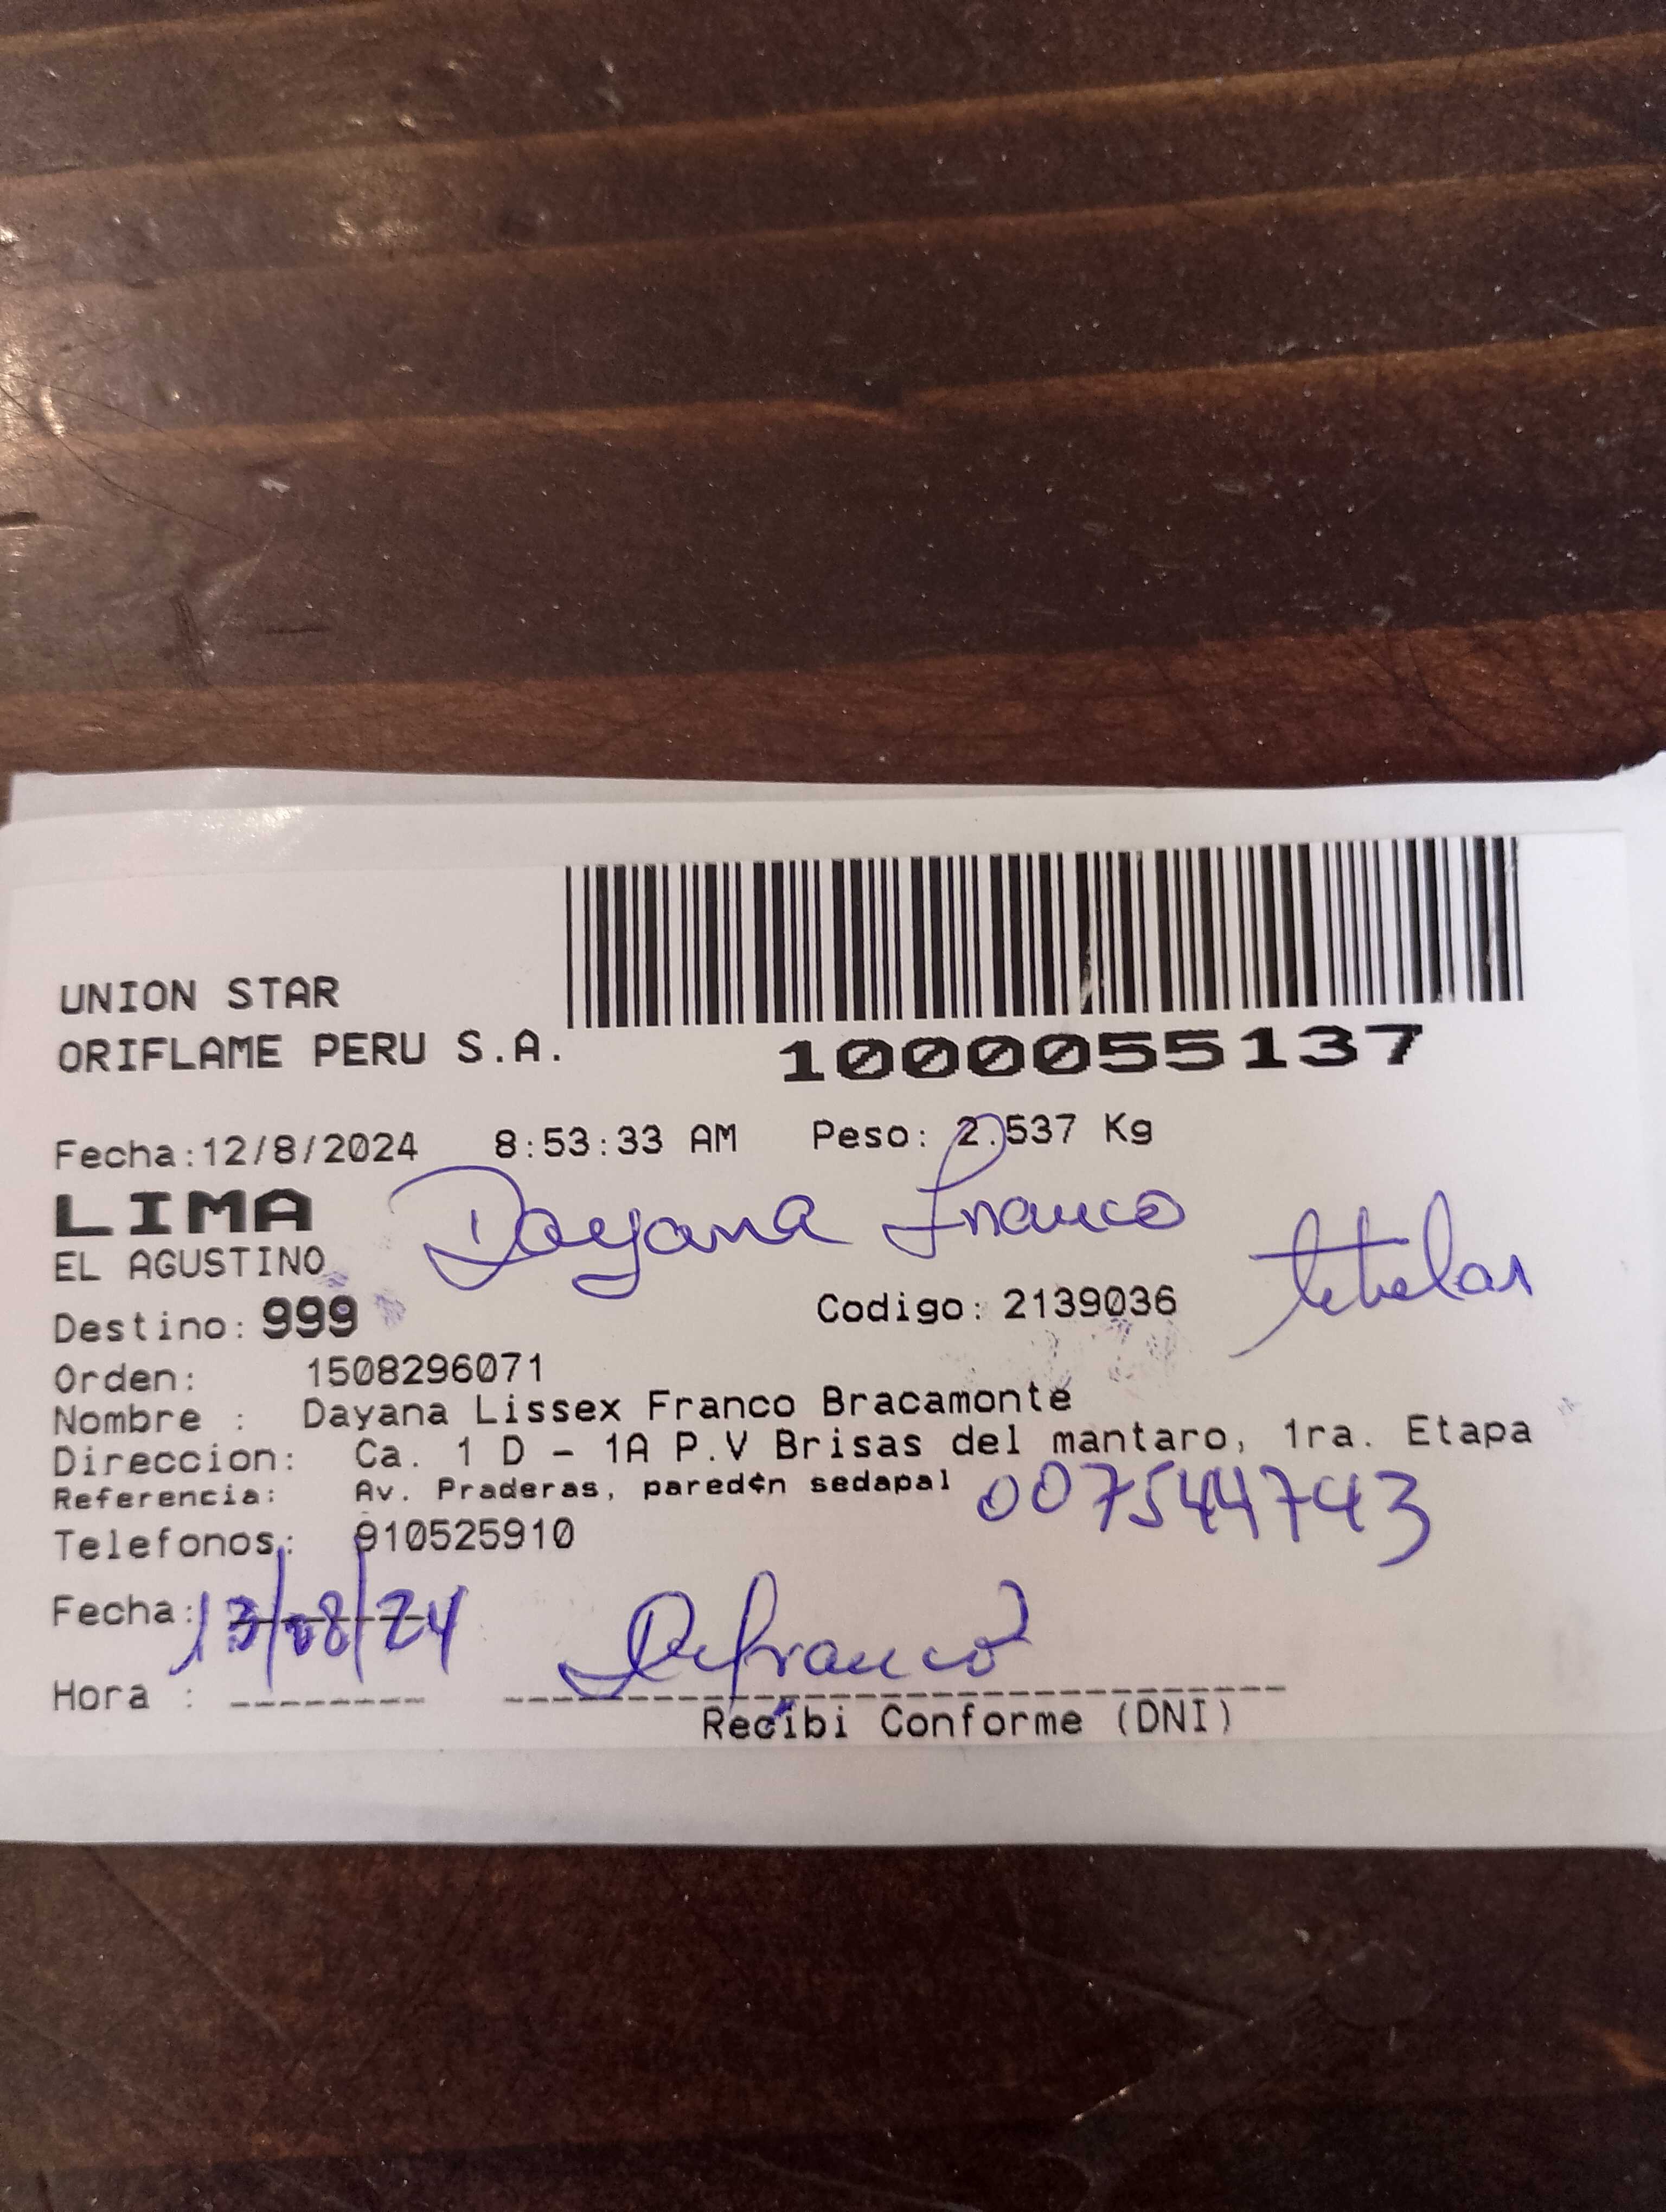 UNION STAR
ORIFLAME PERU S.A.
1000055137
Fecha:12/8/2024 8:53:33 AM Peso: 2.537 Kg
LIMA
Dayana Franco
EL AGUSTINO
titular
Destino: 999 Codigo: 2139036
Orden: 1508296071
Nombre : Dayana Lissex Franco Bracamonte
Direccion: Ca. 1 D - 1A P.V Brisas del mantaro, 1ra. Etapa
Referencia: Av. Praderas, pared¢n sedapal
0075444743
Telefonos: 910525910
Fecha: 13/08/24
Hora :
Recibi Conforme (DNI)